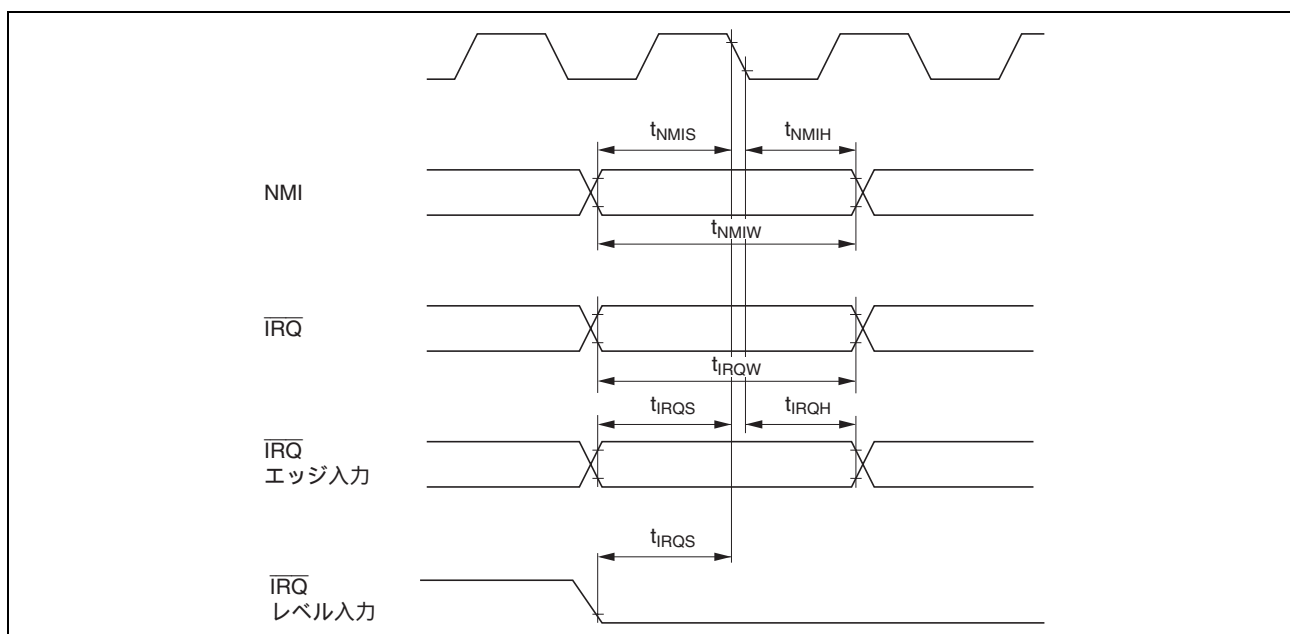 tNMIS tNMIH
NMI
tNMIW
IRQ
tIRQW
tIRQS tIRQH
IRQ
エッジ入力
tIRQS
IRQ
レベル入力